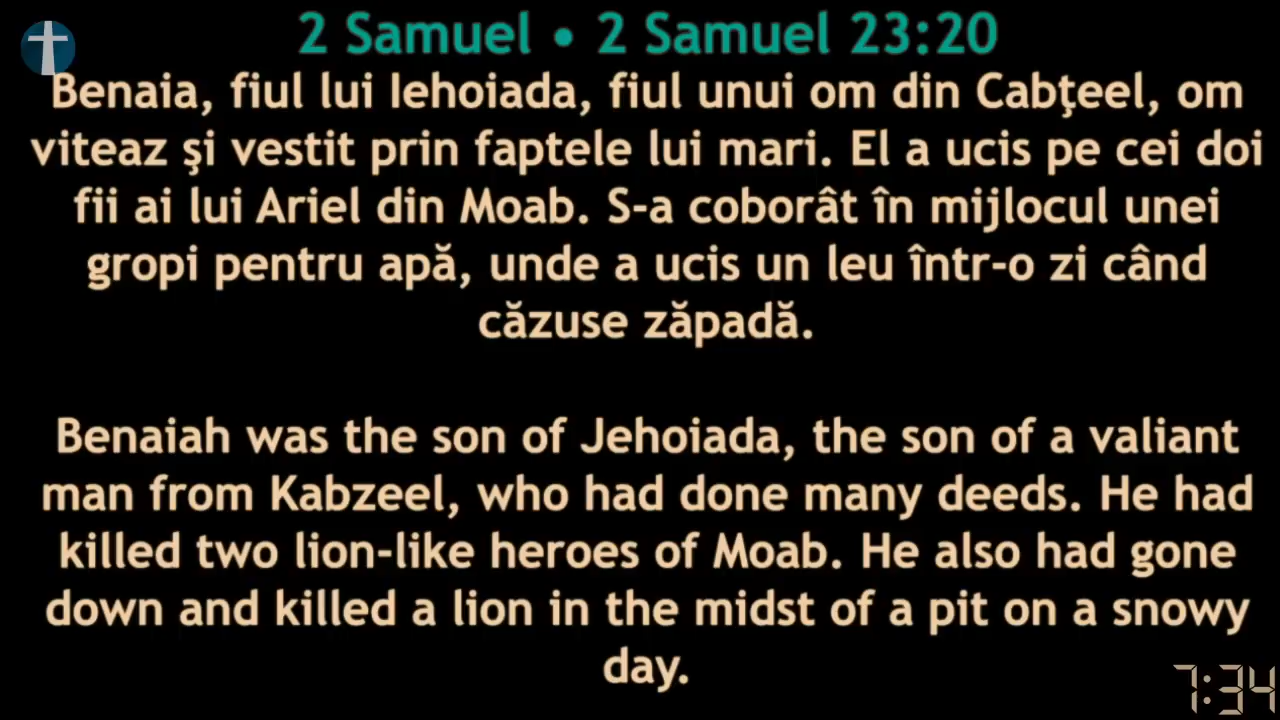 2 Samuel • 2 Samuel 23:20
Benaia, fiul lui Iehoiada, fiul unui om din Cabţeel, om
viteaz şi vestit prin faptele lui mari. El a ucis pe cei doi
fii ai lui Ariel din Moab. S-a coborât în mijlocul unei
gropi pentru apă, unde a ucis un leu într-o zi când
căzuse zăpadă.
Benaiah was the son of Jehoiada, the son of a valiant
man from Kabzeel, who had done many deeds. He had
killed two lion-like heroes of Moab. He also had gone
down and killed a lion in the midst of a pit on a snowy
day.
7:34